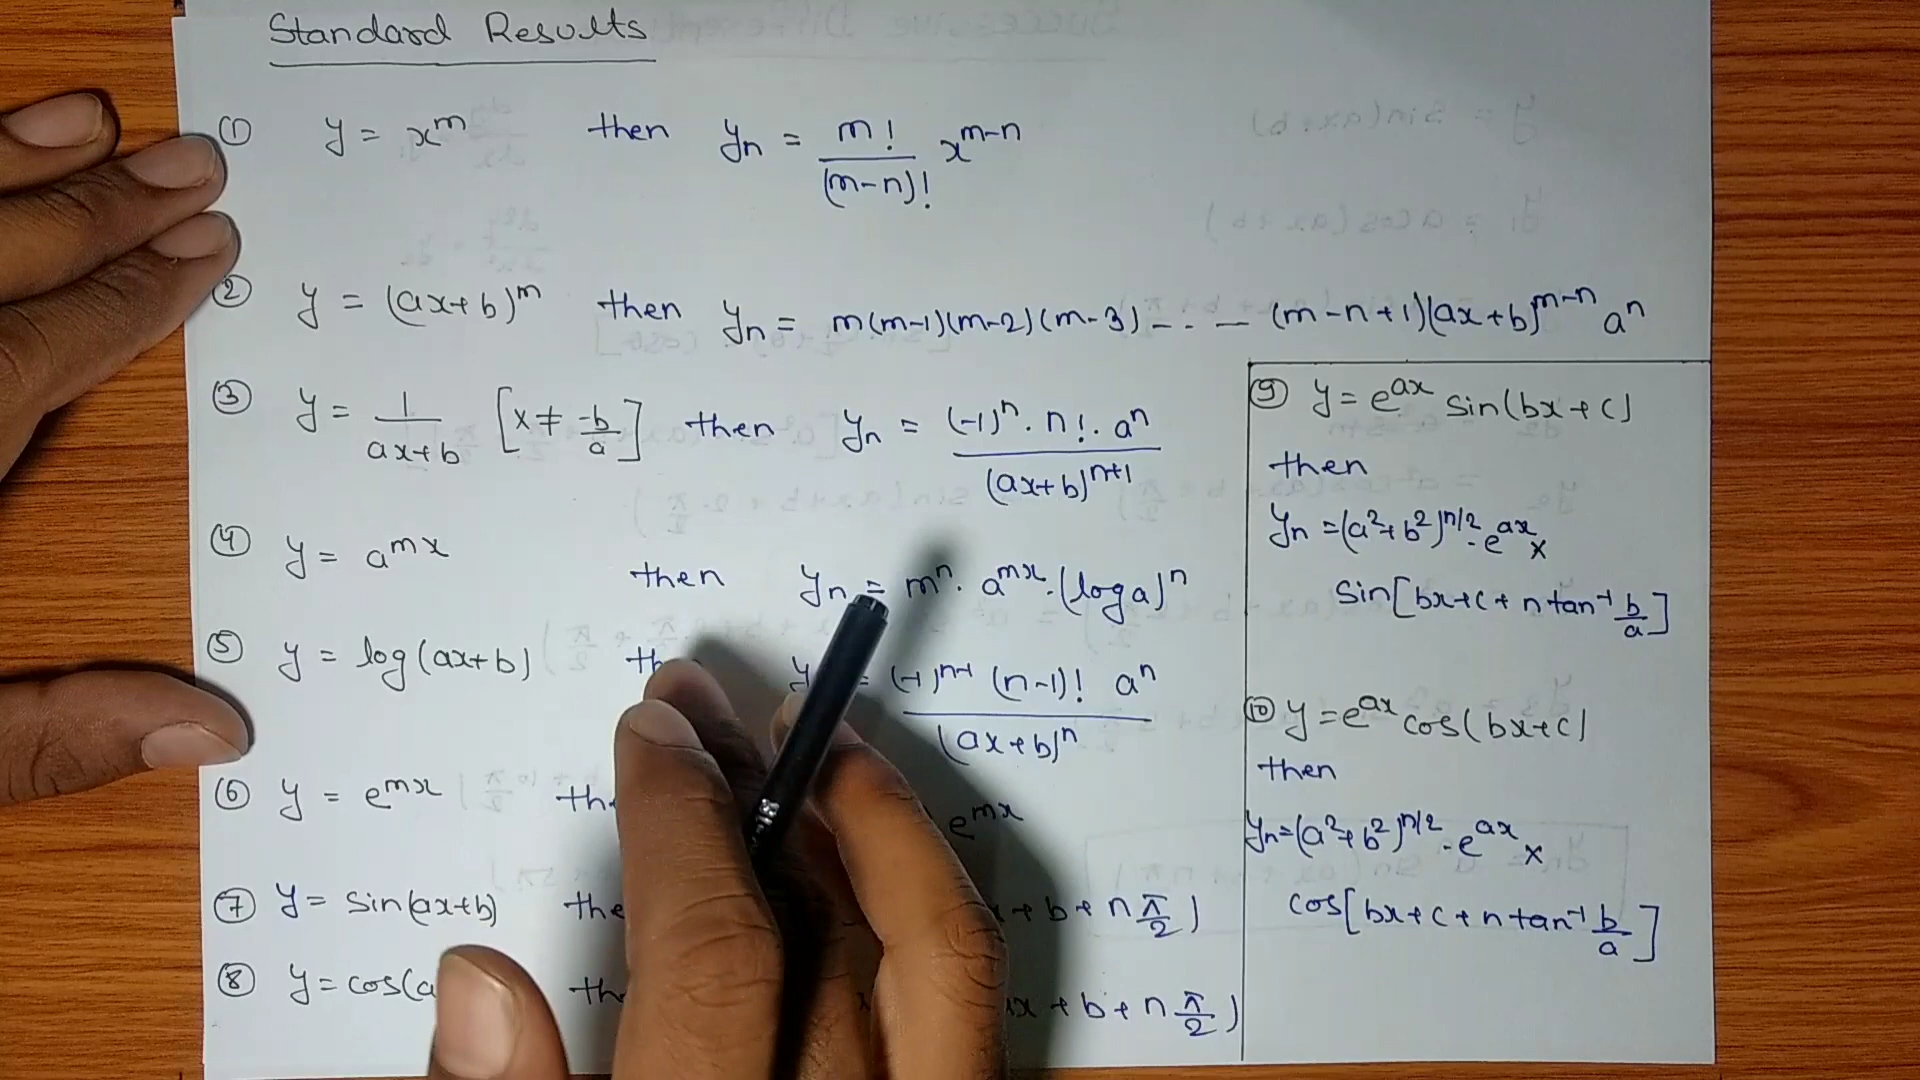 Standard Results
① y = x^m then y_n = m!/(m-n)! x^(m-n)
② y = (ax+b)^m then y_n = m(m-1)(m-2)(m-3) - . . - (m-n+1)(ax+b)^(m-n) a^n
③ y = 1/(ax+b) [x ≠ -b/a] then y_n = (-1)^n . n! . a^n / (ax+b)^(n+1)
④ y = a^(mx) then y_n = m^n . a^(mx) . (log a)^n
⑤ y = log(ax+b) y = (-1)^(n-1) (n-1)! a^n / (ax+b)^n
⑥ y = e^(mx) e^(mx)
⑦ y = sin(ax+b) + b + n π/2 )
⑧ y = cos(a x + b + n π/2 )
⑨ y = e^(ax) sin(bx+c)
then
y_n = (a²+b²)^(n/2) . e^(ax) ×
sin[bx+c+n tan⁻¹ b/a]
⑩ y = e^(ax) cos(bx+c)
then
y_n = (a²+b²)^(n/2) . e^(ax) ×
cos[bx+c+n tan⁻¹ b/a]